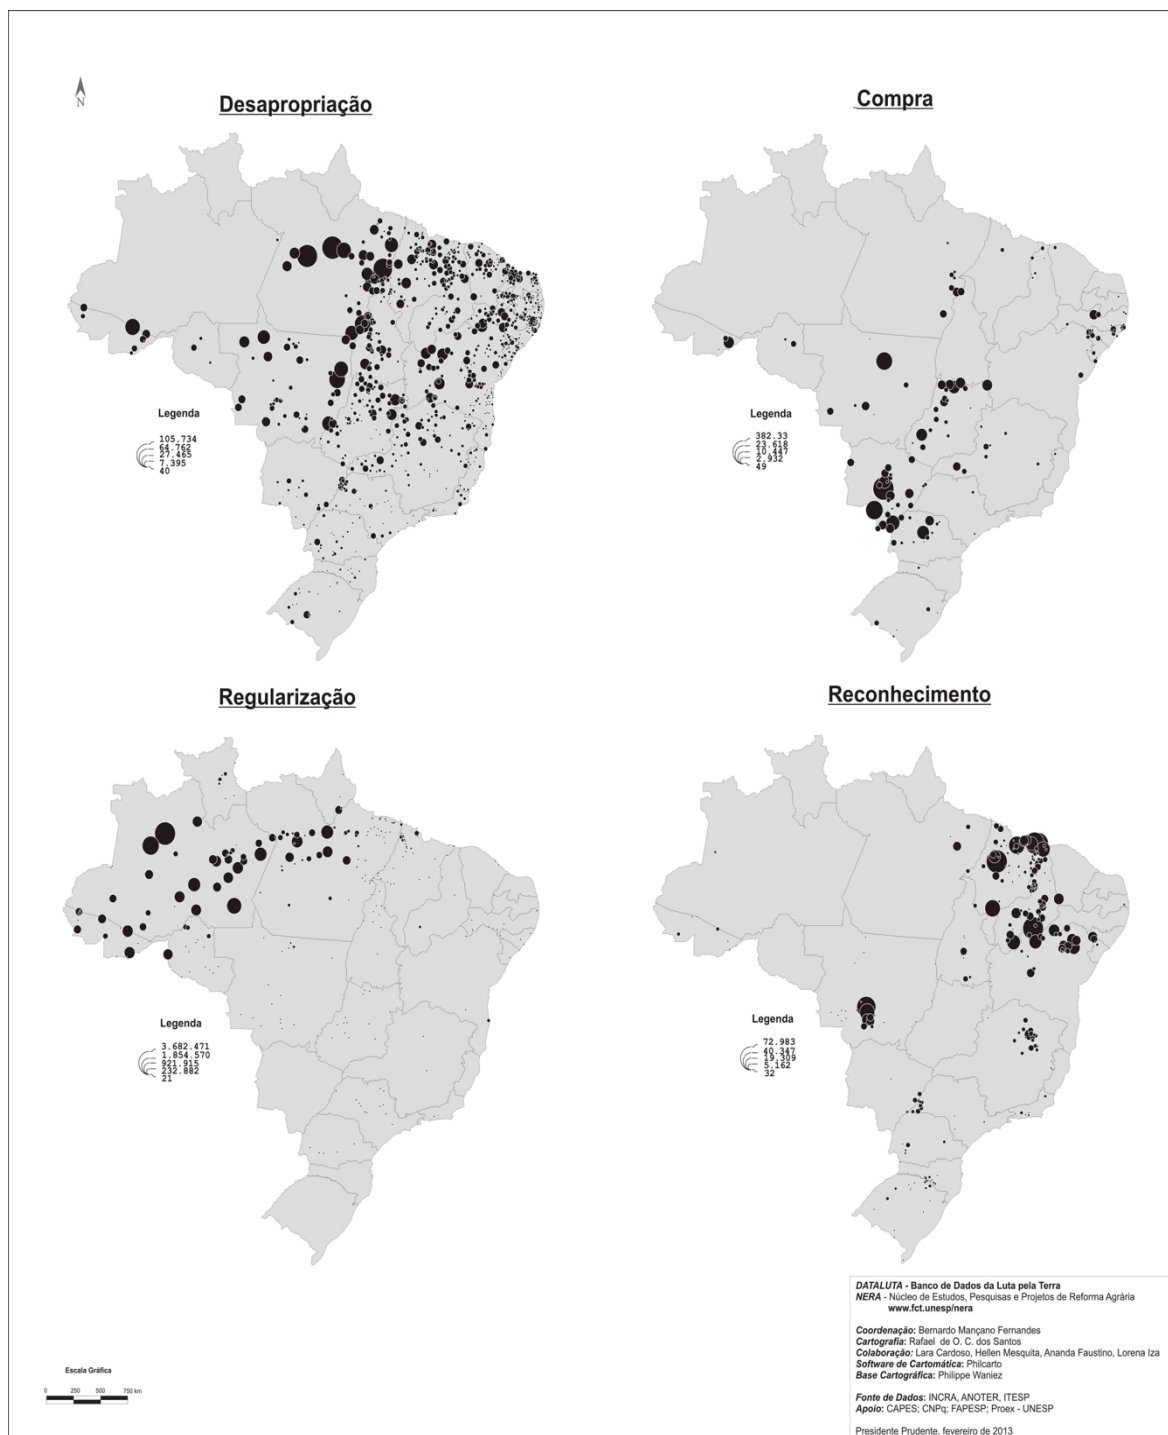 N
Desapropriação
Compra
Legenda
105.734
64.762
27.465
7.395
40
Legenda
382.33
23.618
10.447
2.932
49
Regularização
Reconhecimento
Legenda
3.682.471
1.854.570
921.915
232.882
21
Legenda
72.983
40.347
19.309
5.162
32
DATALUTA - Banco de Dados da Luta pela Terra
NERA - Núcleo de Estudos, Pesquisas e Projetos de Reforma Agrária
www.fct.unesp/nera
Coordenação: Bernardo Mançano Fernandes
Cartografia: Rafael de O. C. dos Santos
Colaboração: Lara Cardoso, Hellen Mesquita, Ananda Faustino, Lorena Iza
Software de Cartomática: Philcarto
Base Cartográfica: Philippe Waniez
Fonte de Dados: INCRA, ANOTER, ITESP
Apoio: CAPES; CNPq; FAPESP; Proex - UNESP
Presidente Prudente, fevereiro de 2013
Escala Gráfica
0 250 500 750 km